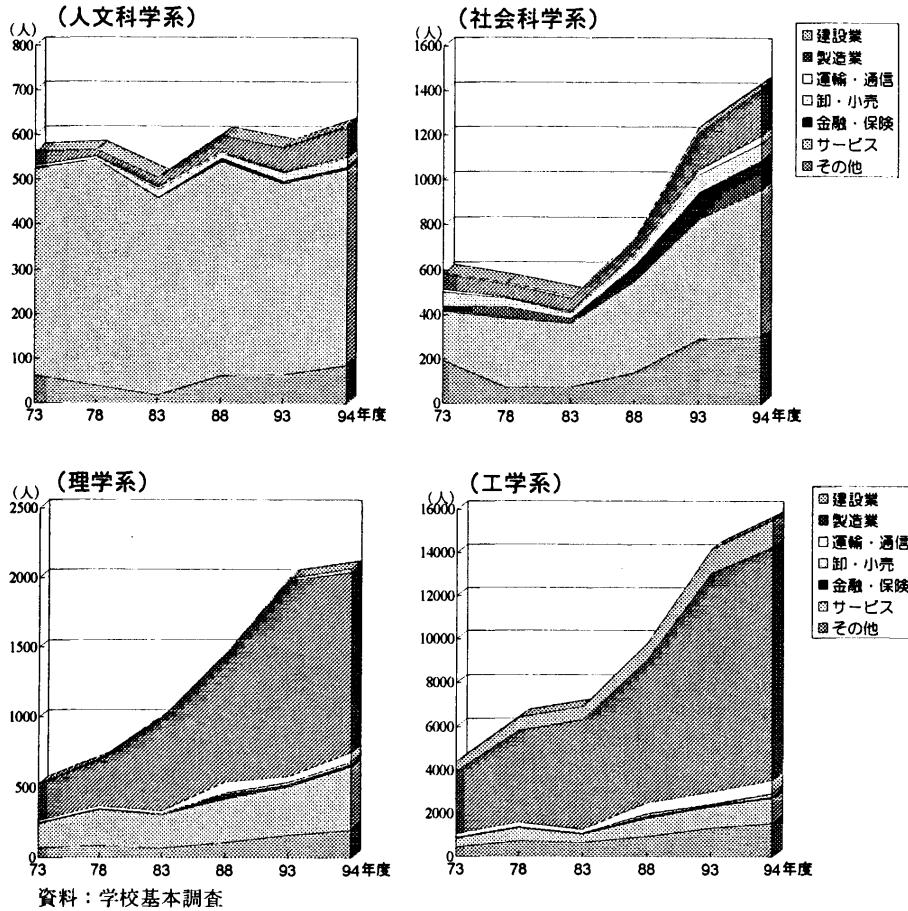 （人文科学系）
（人）
800
700
600
500
400
300
200
100
0
73 78 83 88 93 94年度
（社会科学系）
（人）
1600
1400
1200
1000
800
600
400
200
0
73 78 83 88 93 94年度
建設業
製造業
運輸・通信
卸・小売
金融・保険
サービス
その他
（理学系）
（人）
2500
2000
1500
1000
500
0
73 78 83 88 93 94年度
（工学系）
（人）
16000
14000
12000
10000
8000
6000
4000
2000
0
73 78 83 88 93 94年度
建設業
製造業
運輸・通信
卸・小売
金融・保険
サービス
その他
資料：学校基本調査